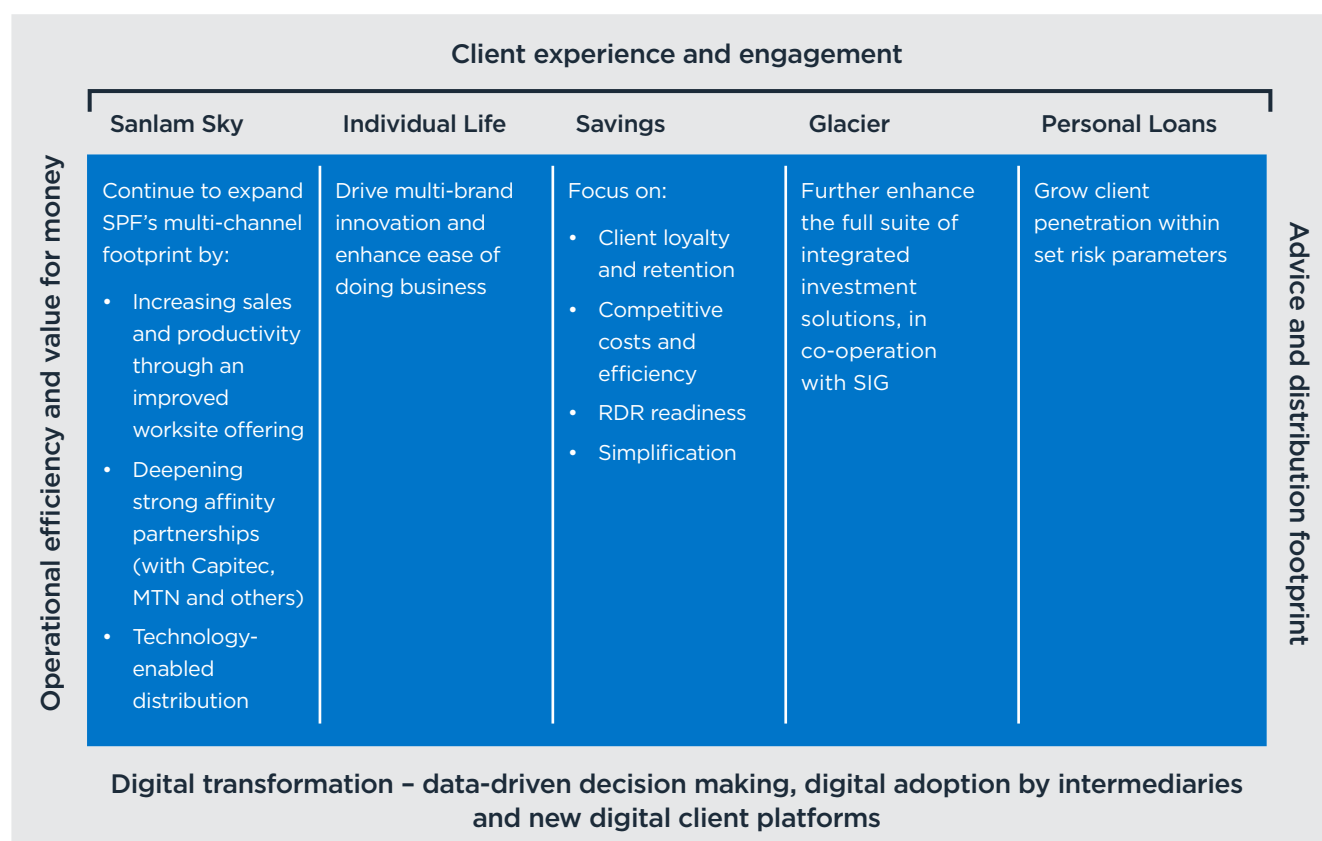 Client experience and engagement
Operational efficiency and value for money
Sanlam Sky
Continue to expand
SPF's multi-channel
footprint by:
• Increasing sales
and productivity
through an
improved
worksite offering
• Deepening
strong affinity
partnerships
(with Capitec,
MTN and others)
• Technology-
enabled
distribution
Individual Life
Drive multi-brand
innovation and
enhance ease of
doing business
Savings
Focus on:
• Client loyalty
and retention
• Competitive
costs and
efficiency
• RDR readiness
• Simplification
Glacier
Further enhance
the full suite of
integrated
investment
solutions, in
co-operation
with SIG
Personal Loans
Grow client
penetration within
set risk parameters
Advice and distribution footprint
Digital transformation – data-driven decision making, digital adoption by intermediaries
and new digital client platforms